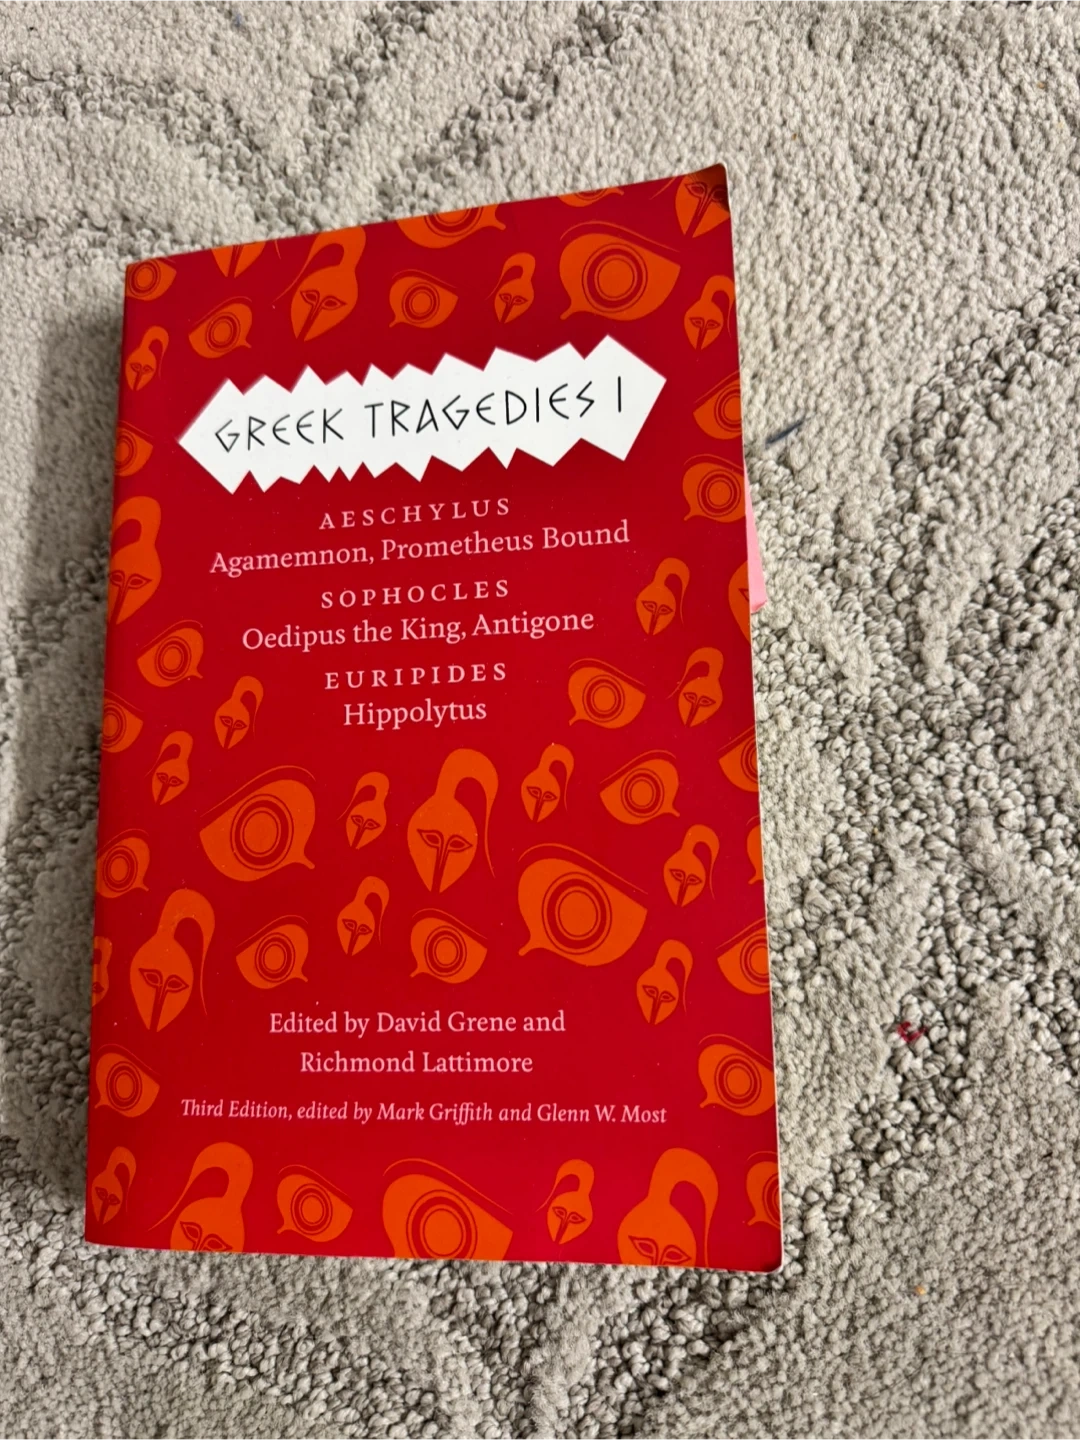 GREEK TRAGEDIES I
AESCHYLUS
Agamemnon, Prometheus Bound
SOPHOCLES
Oedipus the King, Antigone
EURIPIDES
Hippolytus
Edited by David Grene and
Richmond Lattimore
Third Edition, edited by Mark Griffith and Glenn W. Most